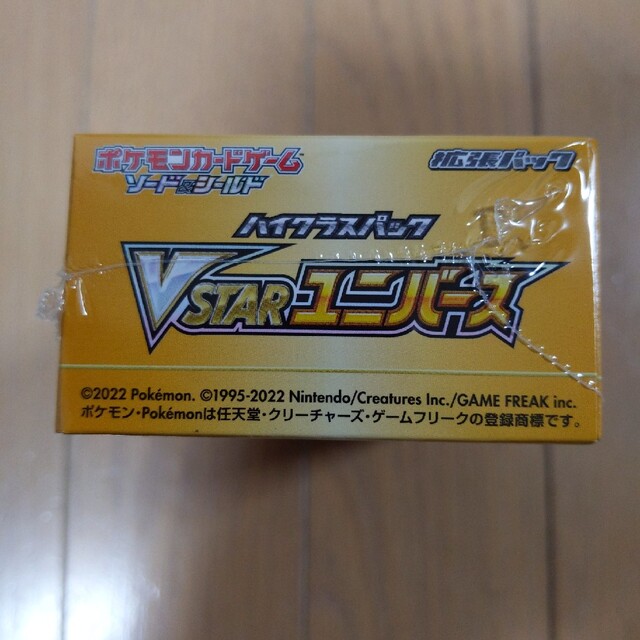 ポケモンカードゲーム
ソード&シールド
拡張パック
ハイクラスパック
VSTARユニバース
©2022 Pokémon. ©1995-2022 Nintendo/Creatures Inc./GAME FREAK inc.
ポケモン・Pokémonは任天堂・クリーチャーズ・ゲームフリークの登録商標です。